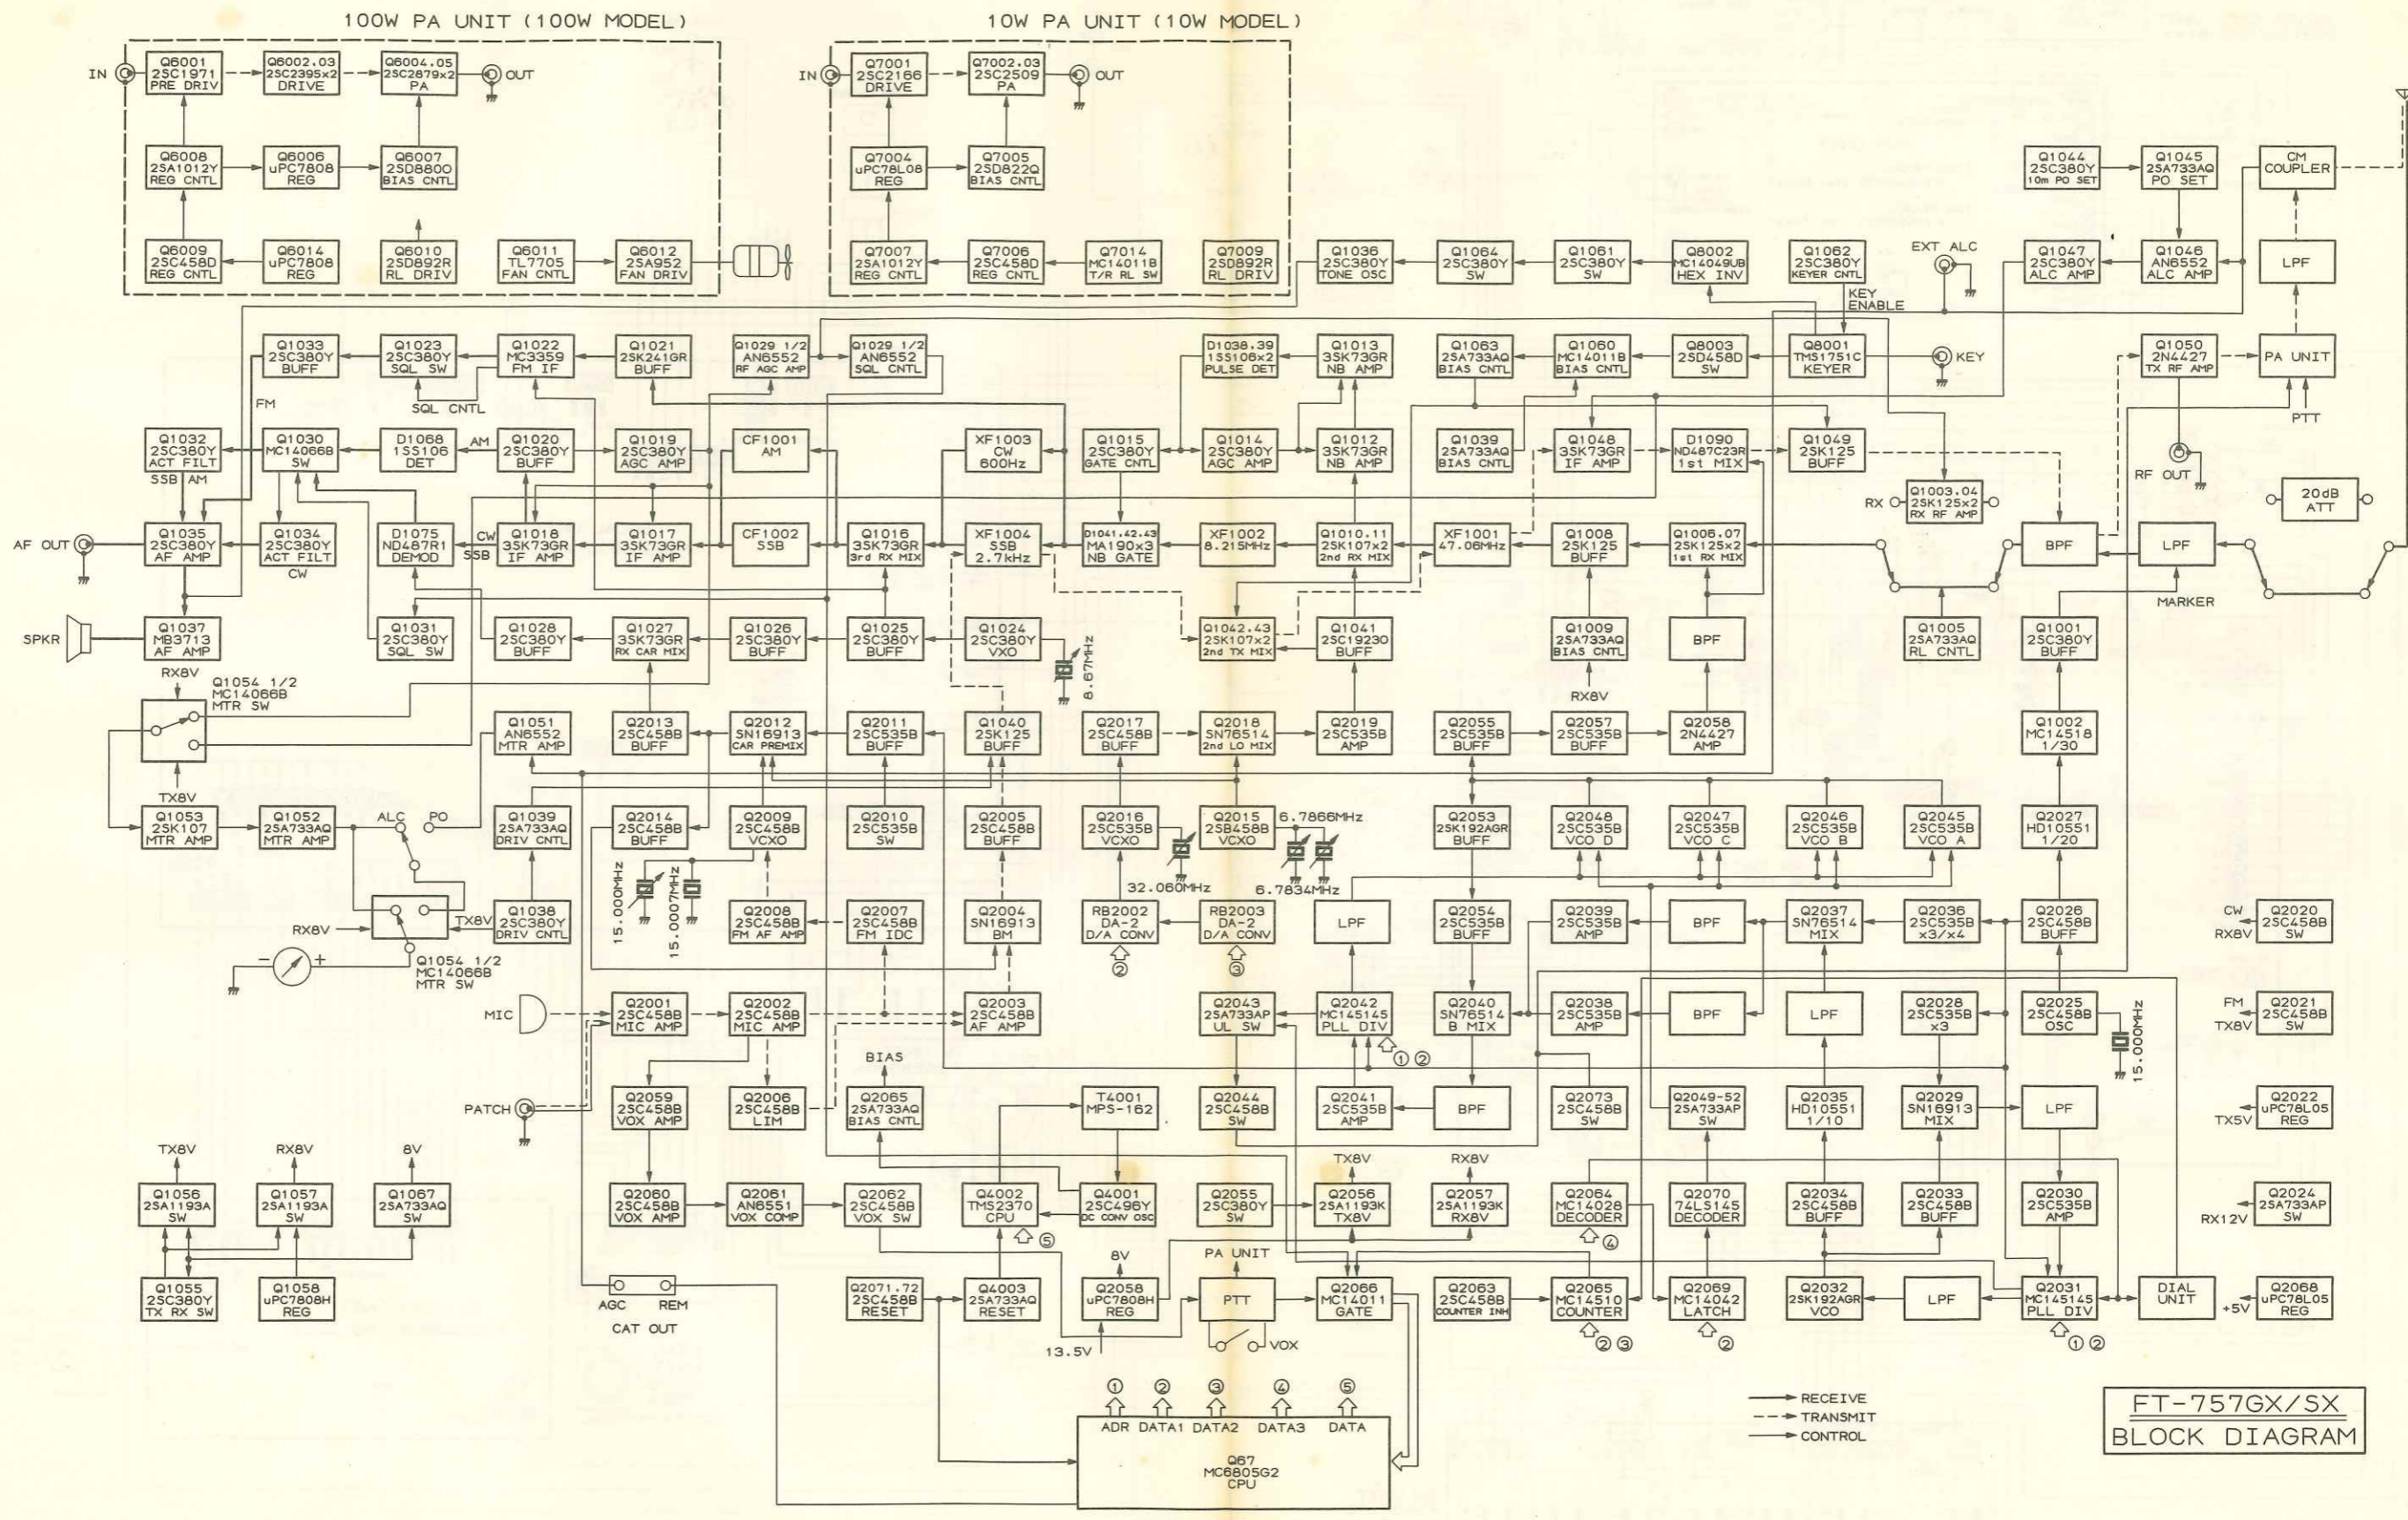 100W PA UNIT (100W MODEL)
10W PA UNIT (10W MODEL)
IN
Q6001
2SC1971
PRE DRIV
Q6002.03
2SC2395x2
DRIVE
Q6004.05
2SC2879x2
PA
OUT
IN
Q7001
2SC2166
DRIVE
Q7002.03
2SC2509
PA
OUT
Q6008
2SA1012Y
REG CNTL
Q6006
uPC7808
REG
Q6007
2SD880O
BIAS CNTL
Q7004
uPC78L08
REG
Q7005
2SD822Q
BIAS CNTL
Q1044
2SC380Y
10m PO SET
Q1045
2SA733AQ
PO SET
CM
COUPLER
Q6009
2SC458D
REG CNTL
Q6014
uPC7808
REG
Q6010
2SD892R
RL DRIV
Q6011
TL7705
FAN CNTL
Q6012
2SA952
FAN DRIV
Q7007
2SA1012Y
REG CNTL
Q7006
2SC458D
REG CNTL
Q7014
MC14011B
T/R RL SW
Q7009
2SD892R
RL DRIV
Q1036
2SC380Y
TONE OSC
Q1064
2SC380Y
SW
Q1061
2SC380Y
SW
Q8002
MC14049UB
HEX INV
Q1062
2SC380Y
KEYER CNTL
KEY
ENABLE
EXT ALC
Q1047
2SC380Y
ALC AMP
Q1046
AN6552
ALC AMP
LPF
Q1033
2SC380Y
BUFF
Q1023
2SC380Y
SQL SW
Q1022
MC3359
FM IF
Q1021
2SK241GR
BUFF
Q1029 1/2
AN6552
RF AGC AMP
Q1029 1/2
AN6552
SQL CNTL
D1038.39
1SS106x2
PULSE DET
Q1013
3SK73GR
NB AMP
Q1063
2SA733AQ
BIAS CNTL
Q1060
MC14011B
BIAS CNTL
Q8003
2SD458D
SW
Q8001
TMS1751C
KEYER
KEY
Q1050
2N4427
TX RF AMP
PA UNIT
PTT
FM
SQL CNTL
Q1032
2SC380Y
ACT FILT
Q1030
MC14066B
SW
D1068
1SS106
DET
AM
Q1020
2SC380Y
BUFF
Q1019
2SC380Y
AGC AMP
CF1001
AM
XF1003
CW
600Hz
Q1015
2SC380Y
GATE CNTL
Q1014
2SC380Y
AGC AMP
Q1012
3SK73GR
NB AMP
Q1039
2SA733AQ
BIAS CNTL
Q1048
3SK73GR
IF AMP
D1090
ND487C23R
1st MIX
Q1049
2SK125
BUFF
RF OUT
SSB AM
RX
Q1003.04
2SK125x2
RX RF AMP
20dB
ATT
AF OUT
Q1035
2SC380Y
AF AMP
Q1034
2SC380Y
ACT FILT
CW
D1075
ND487R1
DEMOD
CW
SSB
Q1018
3SK73GR
IF AMP
Q1017
3SK73GR
IF AMP
CF1002
SSB
Q1016
3SK73GR
3rd RX MIX
XF1004
SSB
2.7kHz
D1041.42.43
MA190x3
NB GATE
XF1002
8.215MHz
Q1010.11
2SK107x2
2nd RX MIX
XF1001
47.06MHz
Q1008
2SK125
BUFF
Q1006.07
2SK125x2
1st RX MIX
BPF
LPF
MARKER
SPKR
Q1037
MB3713
AF AMP
Q1031
2SC380Y
SQL SW
Q1028
2SC380Y
BUFF
Q1027
3SK73GR
RX CAR MIX
Q1026
2SC380Y
BUFF
Q1025
2SC380Y
BUFF
Q1024
2SC380Y
VXO
8.67MHz
Q1042.43
2SK107x2
2nd TX MIX
Q1041
2SC1923O
BUFF
Q1009
2SA733AQ
BIAS CNTL
RX8V
BPF
Q1005
2SA733AQ
RL CNTL
Q1001
2SC380Y
BUFF
RX8V
Q1054 1/2
MC14066B
MTR SW
TX8V
Q1051
AN6552
MTR AMP
Q2013
2SC458B
BUFF
Q2012
SN16913
CAR PREMIX
Q2011
2SC535B
BUFF
Q1040
2SK125
BUFF
Q2017
2SC458B
BUFF
Q2018
SN76514
2nd LO MIX
Q2019
2SC535B
AMP
Q2055
2SC535B
BUFF
Q2057
2SC535B
BUFF
Q2058
2N4427
AMP
Q1002
MC14518
1/30
Q1053
2SK107
MTR AMP
Q1052
2SA733AQ
MTR AMP
ALC
PO
Q1039
2SA733AQ
DRIV CNTL
Q2014
2SC458B
BUFF
Q2009
2SC458B
VCXO
Q2010
2SC535B
SW
Q2005
2SC458B
BUFF
Q2016
2SC535B
VCXO
32.060MHz
Q2015
2SB458B
VCXO
6.7866MHz
6.7834MHz
Q2053
2SK192AGR
BUFF
Q2048
2SC535B
VCO D
Q2047
2SC535B
VCO C
Q2046
2SC535B
VCO B
Q2045
2SC535B
VCO A
Q2027
HD10551
1/20
15.000MHz
15.0007MHz
RX8V
TX8V
Q1054 1/2
MC14066B
MTR SW
Q1038
2SC380Y
DRIV CNTL
Q2008
2SC458B
FM AF AMP
Q2007
2SC458B
FM IDC
Q2004
SN16913
BM
RB2002
DA-2
D/A CONV
②
RB2003
DA-2
D/A CONV
③
LPF
Q2054
2SC535B
BUFF
Q2039
2SC535B
AMP
BPF
Q2037
SN76514
MIX
Q2036
2SC535B
x3/x4
Q2026
2SC458B
BUFF
CW
RX8V
Q2020
2SC458B
SW
−
+
MIC
Q2001
2SC458B
MIC AMP
Q2002
2SC458B
MIC AMP
Q2003
2SC458B
AF AMP
Q2043
2SA733AP
UL SW
Q2042
MC145145
PLL DIV
① ②
Q2040
SN76514
B MIX
Q2038
2SC535B
AMP
BPF
LPF
Q2028
2SC535B
x3
Q2025
2SC458B
OSC
15.000MHz
FM
TX8V
Q2021
2SC458B
SW
PATCH
Q2059
2SC458B
VOX AMP
Q2006
2SC458B
LIM
BIAS
Q2065
2SA733AQ
BIAS CNTL
T4001
MPS-162
Q2044
2SC458B
SW
Q2041
2SC535B
AMP
BPF
Q2073
2SC458B
SW
Q2049-52
2SA733AP
SW
Q2035
HD10551
1/10
Q2029
SN16913
MIX
LPF
TX5V
Q2022
uPC78L05
REG
TX8V
Q1056
2SA1193A
SW
RX8V
Q1057
2SA1193A
SW
8V
Q1067
2SA733AQ
SW
Q2060
2SC458B
VOX AMP
Q2061
AN6551
VOX COMP
Q2062
2SC458B
VOX SW
Q4002
TMS2370
CPU
⑤
Q4001
2SC496Y
DC CONV OSC
Q2055
2SC380Y
SW
TX8V
Q2056
2SA1193K
TX8V
RX8V
Q2057
2SA1193K
RX8V
Q2064
MC14028
DECODER
④
Q2070
74LS145
DECODER
Q2034
2SC458B
BUFF
Q2033
2SC458B
BUFF
Q2030
2SC535B
AMP
RX12V
Q2024
2SA733AP
SW
Q1055
2SC380Y
TX RX SW
Q1058
uPC7808H
REG
AGC
REM
CAT OUT
Q2071.72
2SC458B
RESET
Q4003
2SA733AQ
RESET
8V
Q2058
uPC7808H
REG
13.5V
PA UNIT
PTT
VOX
Q2066
MC14011
GATE
Q2063
2SC458B
COUNTER INH
Q2065
MC14510
COUNTER
② ③
Q2069
MC14042
LATCH
②
Q2032
2SK192AGR
VCO
LPF
Q2031
MC145145
PLL DIV
① ②
DIAL
UNIT
+5V
Q2068
uPC78L05
REG
① ② ③ ④ ⑤
ADR DATA1 DATA2 DATA3 DATA
Q67
MC6805G2
CPU
RECEIVE
TRANSMIT
CONTROL
FT-757GX/SX
BLOCK DIAGRAM